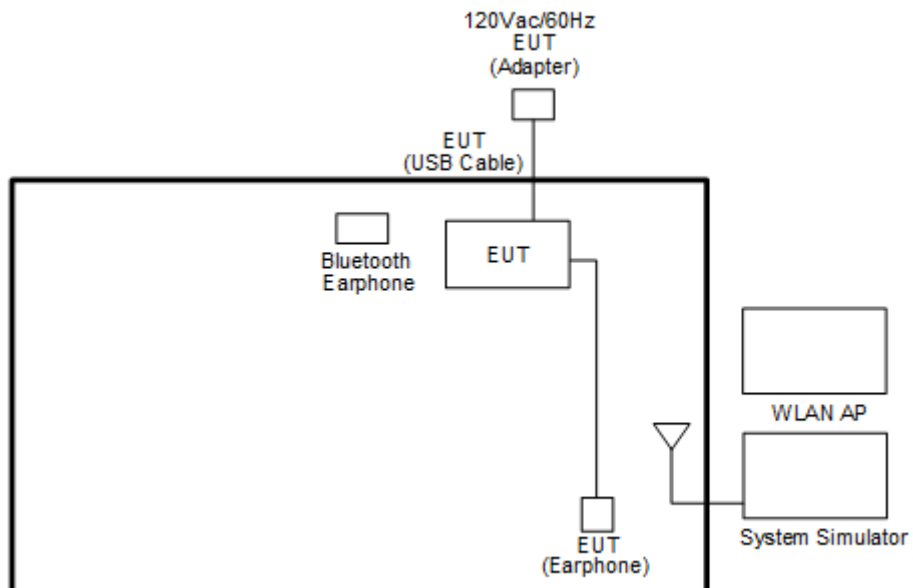 120Vac/60Hz
EUT
(Adapter)
EUT
(USB Cable)
EUT
Bluetooth
Earphone
WLAN AP
System Simulator
EUT
(Earphone)